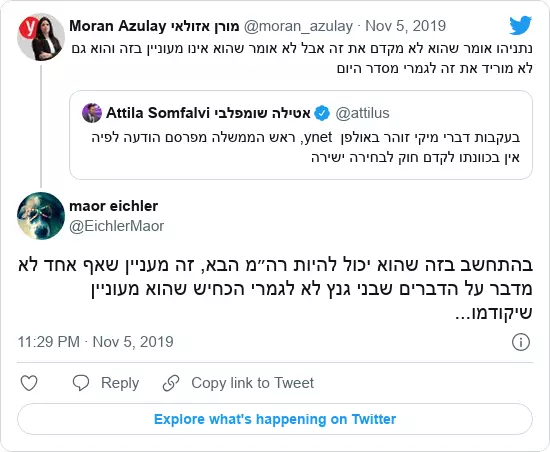 Moran Azulay מורן אזולאי @moran_azulay · Nov 5, 2019
נתניהו אומר שהוא לא מקדם את זה אבל לא אומר שהוא אינו מעוניין בזה והוא גם
לא מוריד את זה לגמרי מסדר היום
Attila Somfalvi אטילה שומפלבי @attilus
בעקבות דברי מיקי זוהר באולפן ynet, ראש הממשלה מפרסם הודעה לפיה
אין בכוונתו לקדם חוק לבחירה ישירה
maor eichler
@EichlerMaor
בהתחשב בזה שהוא יכול להיות רה״מ הבא, זה מעניין שאף אחד לא
מדבר על הדברים שבני גנץ לא לגמרי הכחיש שהוא מעוניין
שיקודמו...
11:29 PM · Nov 5, 2019
Reply
Copy link to Tweet
Explore what's happening on Twitter